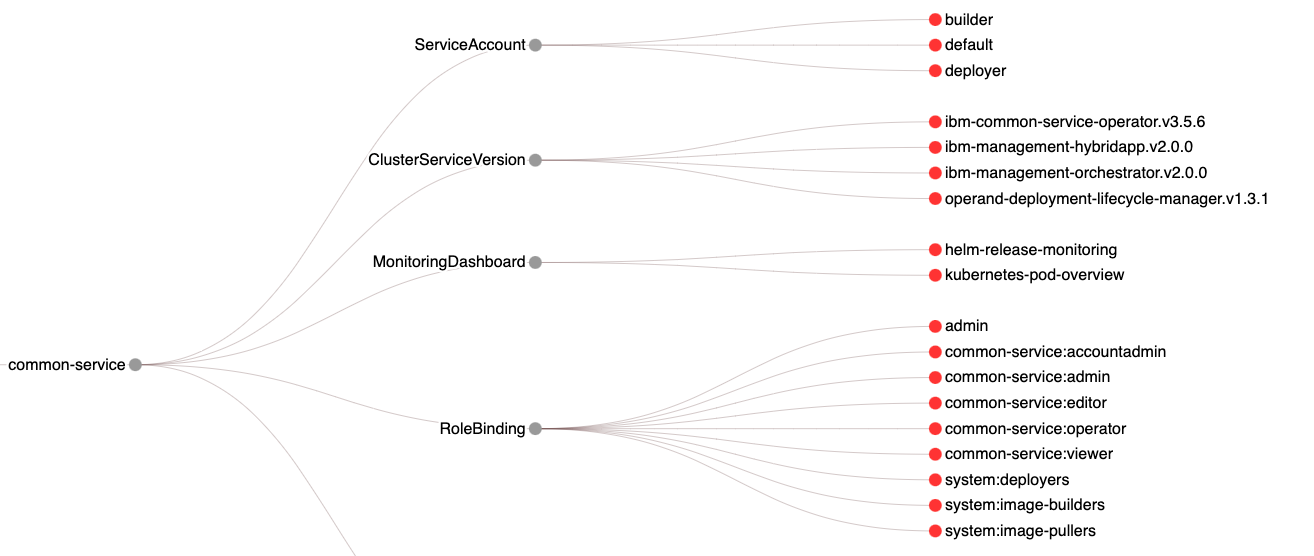 common-service
ServiceAccount
builder
default
deployer
ClusterServiceVersion
ibm-common-service-operator.v3.5.6
ibm-management-hybridapp.v2.0.0
ibm-management-orchestrator.v2.0.0
operand-deployment-lifecycle-manager.v1.3.1
MonitoringDashboard
helm-release-monitoring
kubernetes-pod-overview
RoleBinding
admin
common-service:accountadmin
common-service:admin
common-service:editor
common-service:operator
common-service:viewer
system:deployers
system:image-builders
system:image-pullers